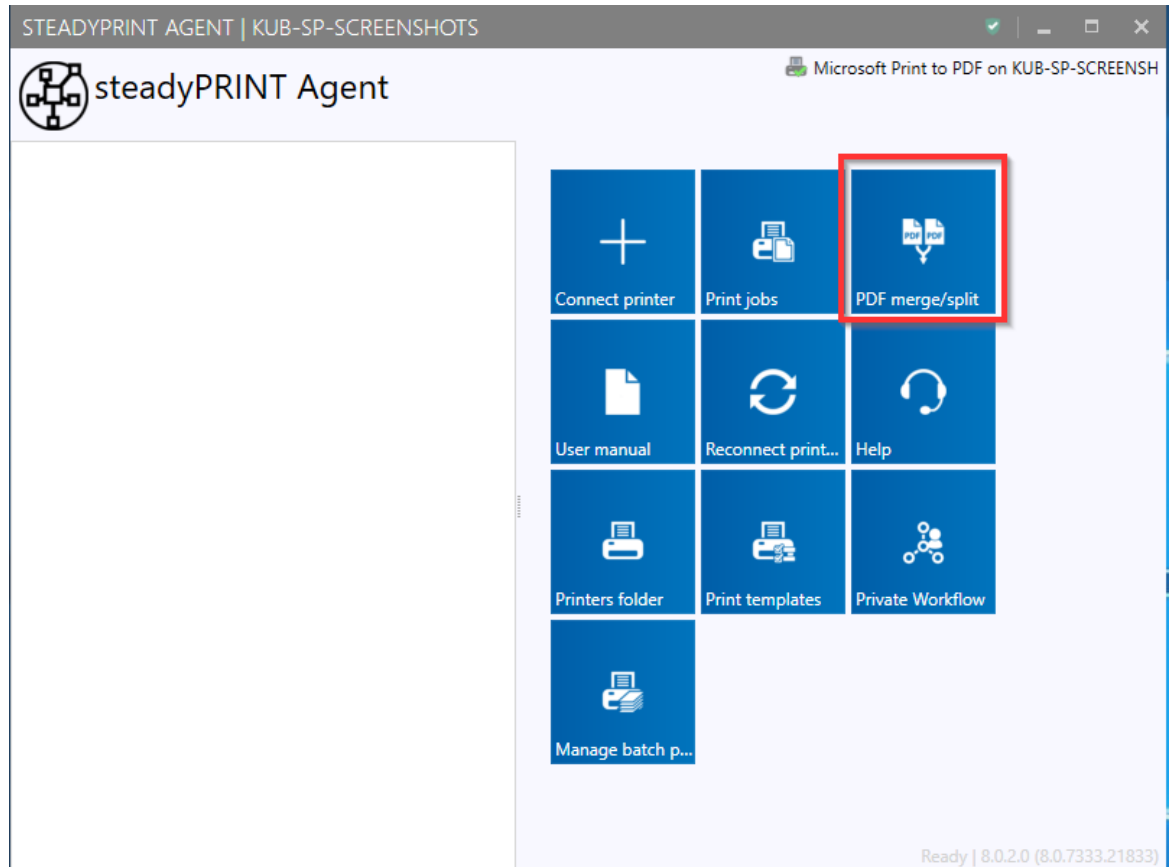 STEADYPRINT AGENT | KUB-SP-SCREENSHOTS
steadyPRINT Agent
Microsoft Print to PDF on KUB-SP-SCREENSH
PDF PDF
Connect printer
Print jobs
PDF merge/split
User manual
Reconnect print...
Help
Printers folder
Print templates
Private Workflow
Manage batch p...
Ready | 8.0.2.0 (8.0.7333.21833)